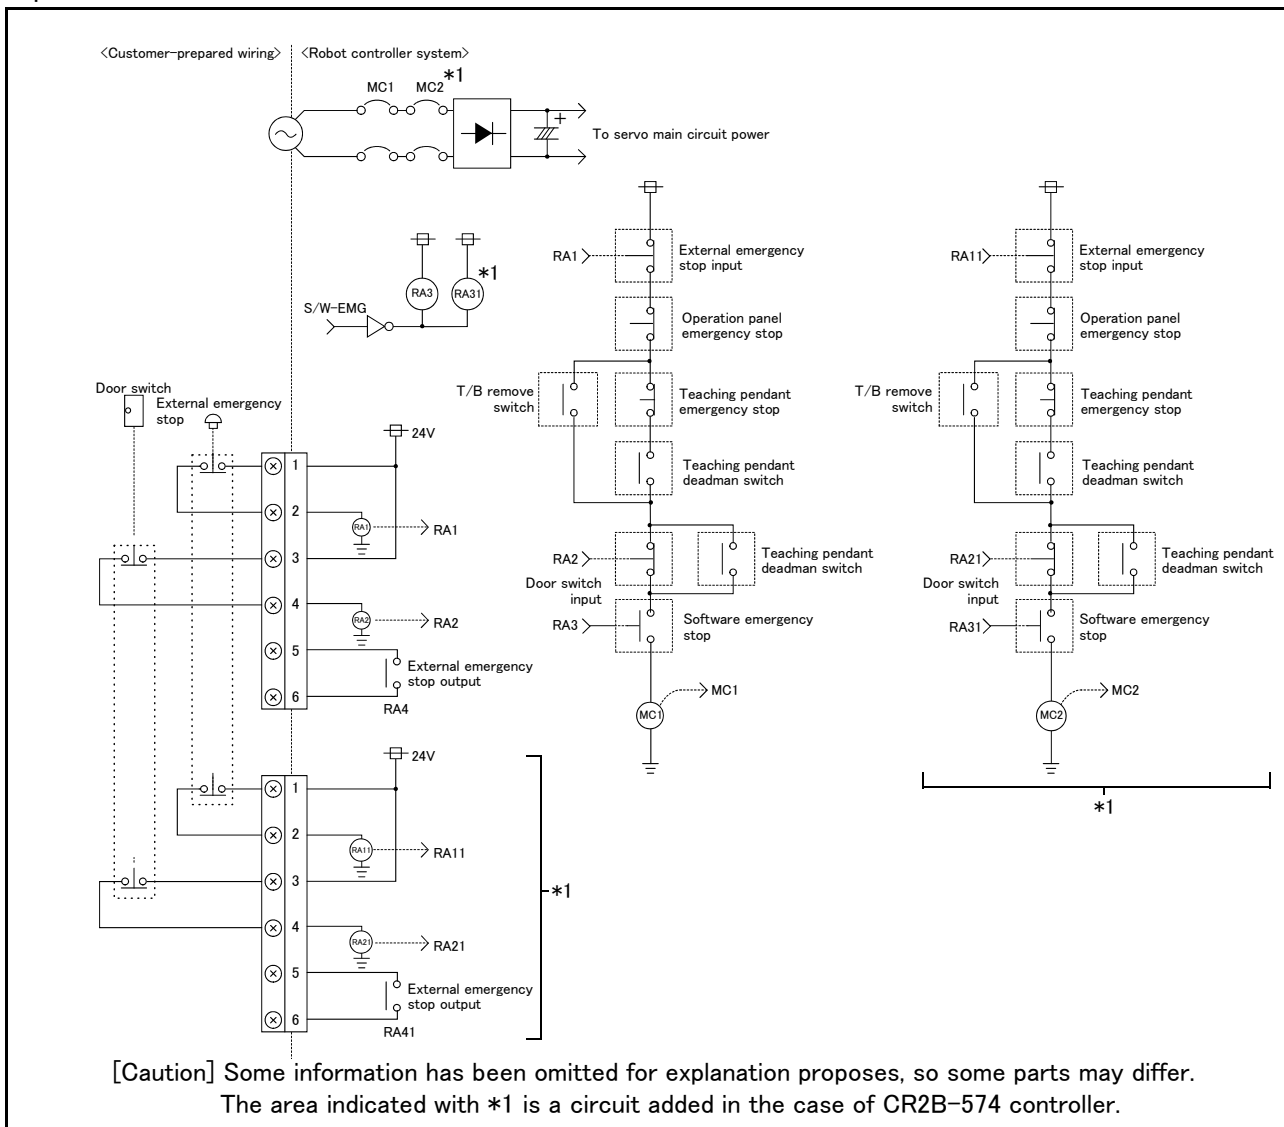 <Customer-prepared wiring>
<Robot controller system>
MC1
MC2
*1
+
To servo main circuit power
RA3
RA31
*1
S/W-EMG
Door switch
External emergency
stop
24V
1
2
RA1
RA1
3
4
RA2
RA2
5
External emergency
stop output
6
RA4
24V
1
2
RA11
RA11
3
4
RA21
RA21
5
External emergency
stop output
6
RA41
*1
RA1
External emergency
stop input
Operation panel
emergency stop
T/B remove
switch
Teaching pendant
emergency stop
Teaching pendant
deadman switch
RA2
Teaching pendant
deadman switch
Door switch
input
RA3
Software emergency
stop
MC1
MC1
RA11
External emergency
stop input
Operation panel
emergency stop
T/B remove
switch
Teaching pendant
emergency stop
Teaching pendant
deadman switch
RA21
Teaching pendant
deadman switch
Door switch
input
RA31
Software emergency
stop
MC2
MC2
*1
[Caution] Some information has been omitted for explanation proposes, so some parts may differ.
The area indicated with *1 is a circuit added in the case of CR2B-574 controller.